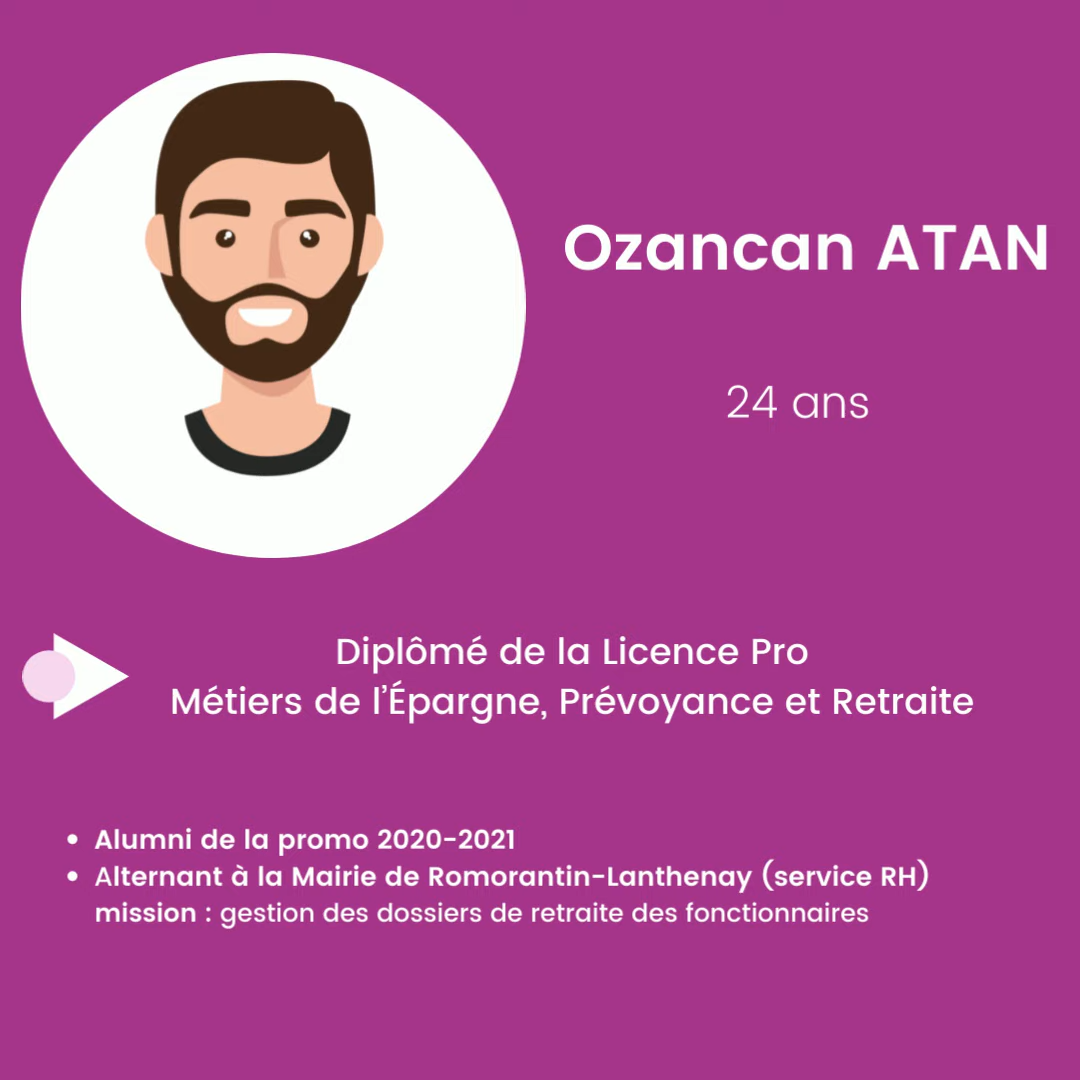 Ozancan ATAN
24 ans
Diplômé de la Licence Pro
Métiers de l'Épargne, Prévoyance et Retraite
• Alumni de la promo 2020-2021
• Alternant à la Mairie de Romorantin-Lanthenay (service RH)
mission : gestion des dossiers de retraite des fonctionnaires